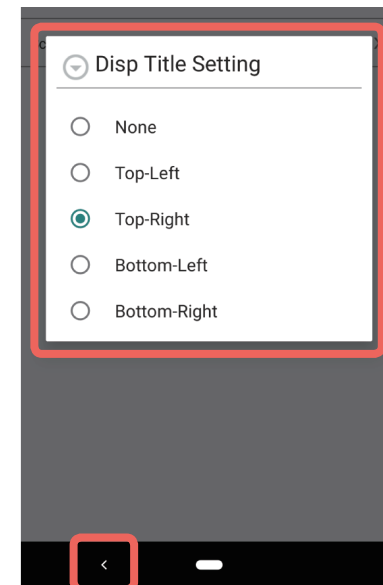 Disp Title Setting
None
Top-Left
Top-Right
Bottom-Left
Bottom-Right